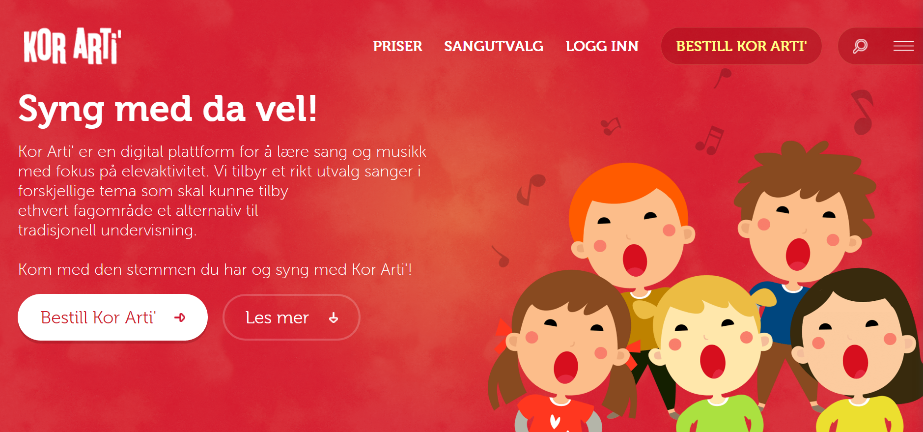 KOR ARTi'
PRISER
SANGUTVALG
LOGG INN
BESTILL KOR ARTI'
Syng med da vel!
Kor Arti' er en digital plattform for å lære sang og musikk
med fokus på elevaktivitet. Vi tilbyr et rikt utvalg sanger i
forskjellige tema som skal kunne tilby
ethvert fagområde et alternativ til
tradisjonell undervisning.
Kom med den stemmen du har og syng med Kor Arti'!
Bestill Kor Arti'
Les mer